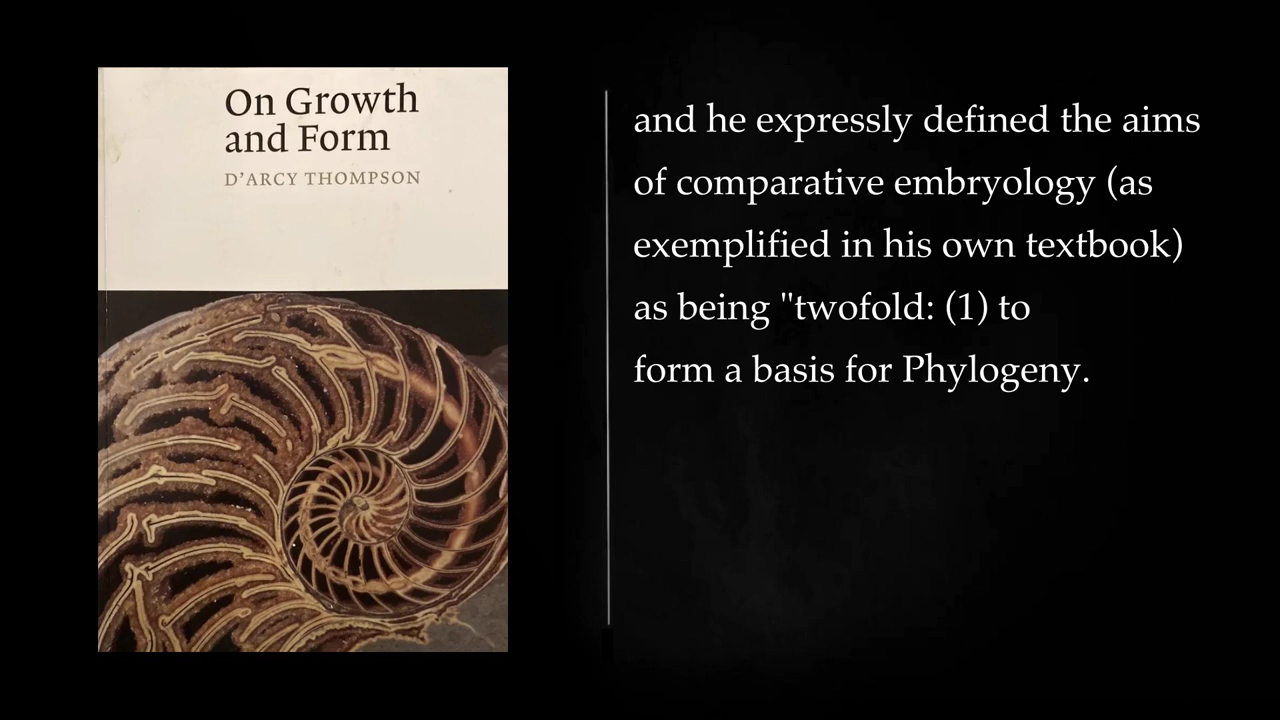 On Growth
and Form
D'ARCY THOMPSON
and he expressly defined the aims
of comparative embryology (as
exemplified in his own textbook)
as being "twofold: (1) to
form a basis for Phylogeny.